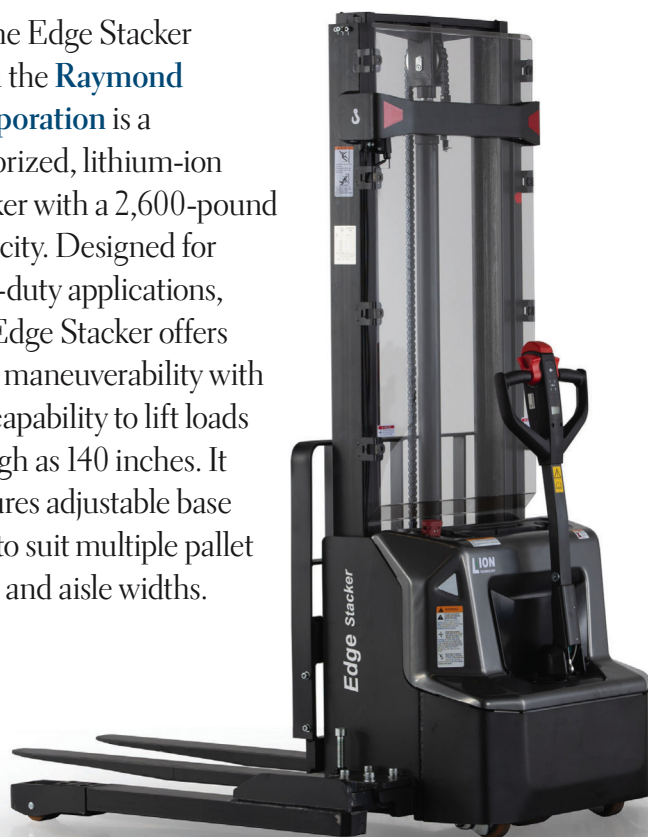 ne Edge Stacker
the Raymond
poration is a
orized, lithium-ion
ker with a 2,600-pound
city. Designed for
-duty applications,
Edge Stacker offers
maneuverability with
capability to lift loads
gh as 140 inches. It
ures adjustable base
to suit multiple pallet
and aisle widths.
LION
Edge Stacker